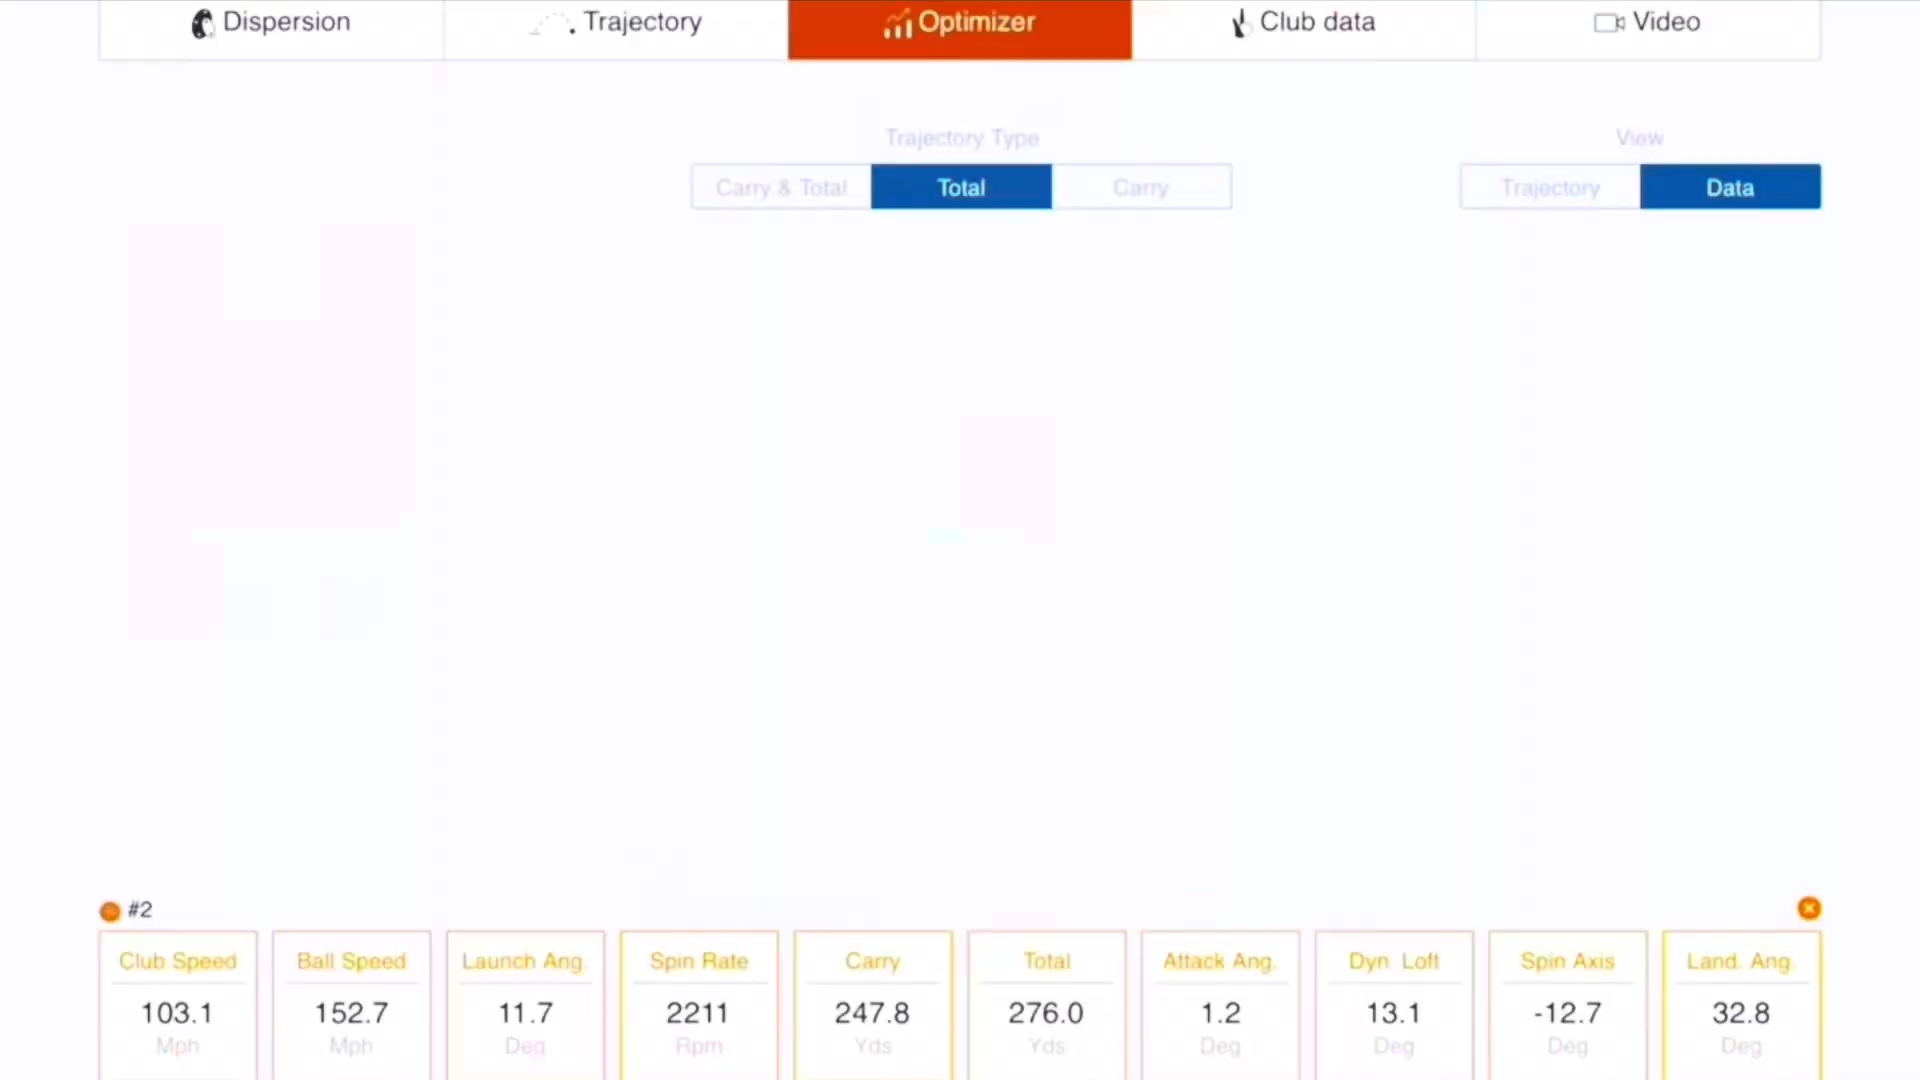 Dispersion
Trajectory
Optimizer
Club data
Video
Trajectory Type
View
Carry & Total
Total
Carry
Trajectory
Data
#2
Club Speed
Ball Speed
Launch Ang.
Spin Rate
Carry
Total
Attack Ang.
Dyn. Loft
Spin Axis
Land. Ang.
103.1
152.7
11.7
2211
247.8
276.0
1.2
13.1
-12.7
32.8
Mph
Mph
Deg
Rpm
Yds
Yds
Deg
Deg
Deg
Deg